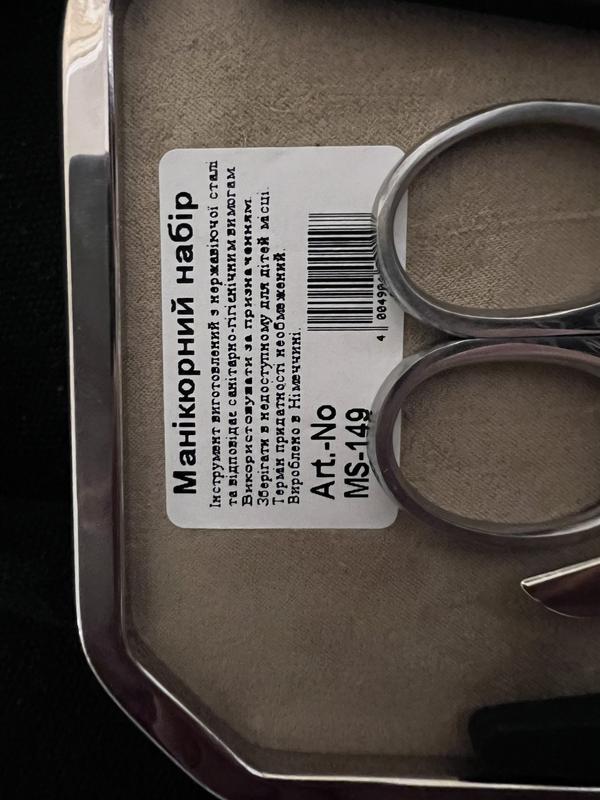 Манікюрний набір
Інструмент виготовлений з нержавіючої сталі
та відповідає санітарно-гігієнічним вимогам
Використовувати за призначенням.
Зберігати в недоступному для дітей місці.
Термін придатності необмежений.
Вироблено в Німеччині.
Art.-No
MS-149